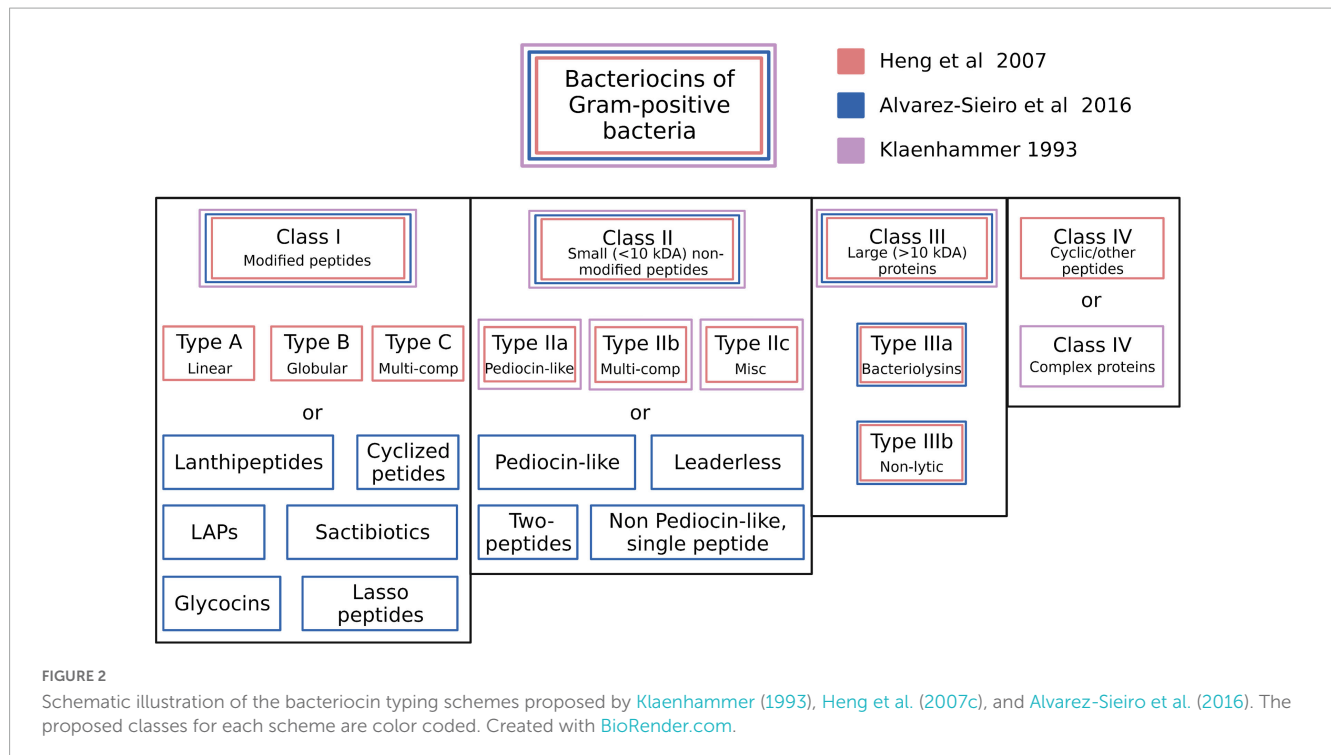 Bacteriocins of
Gram-positive
bacteria
Heng et al 2007
Alvarez-Sieiro et al 2016
Klaenhammer 1993
Class I
Modified peptides
Type A
Linear
Type B
Globular
Type C
Multi-comp
or
Lanthipeptides
Cyclized
petides
LAPs
Sactibiotics
Glycocins
Lasso
peptides
Class II
Small (<10 kDA) non-
modified peptides
Type IIa
Pediocin-like
Type IIb
Multi-comp
Type IIc
Misc
or
Pediocin-like
Leaderless
Two-
peptides
Non Pediocin-like,
single peptide
Class III
Large (>10 kDA)
proteins
Type IIIa
Bacteriolysins
Type IIIb
Non-lytic
Class IV
Cyclic/other
peptides
or
Class IV
Complex proteins
FIGURE 2
Schematic illustration of the bacteriocin typing schemes proposed by Klaenhammer (1993), Heng et al. (2007c), and Alvarez-Sieiro et al. (2016). The
proposed classes for each scheme are color coded. Created with BioRender.com.